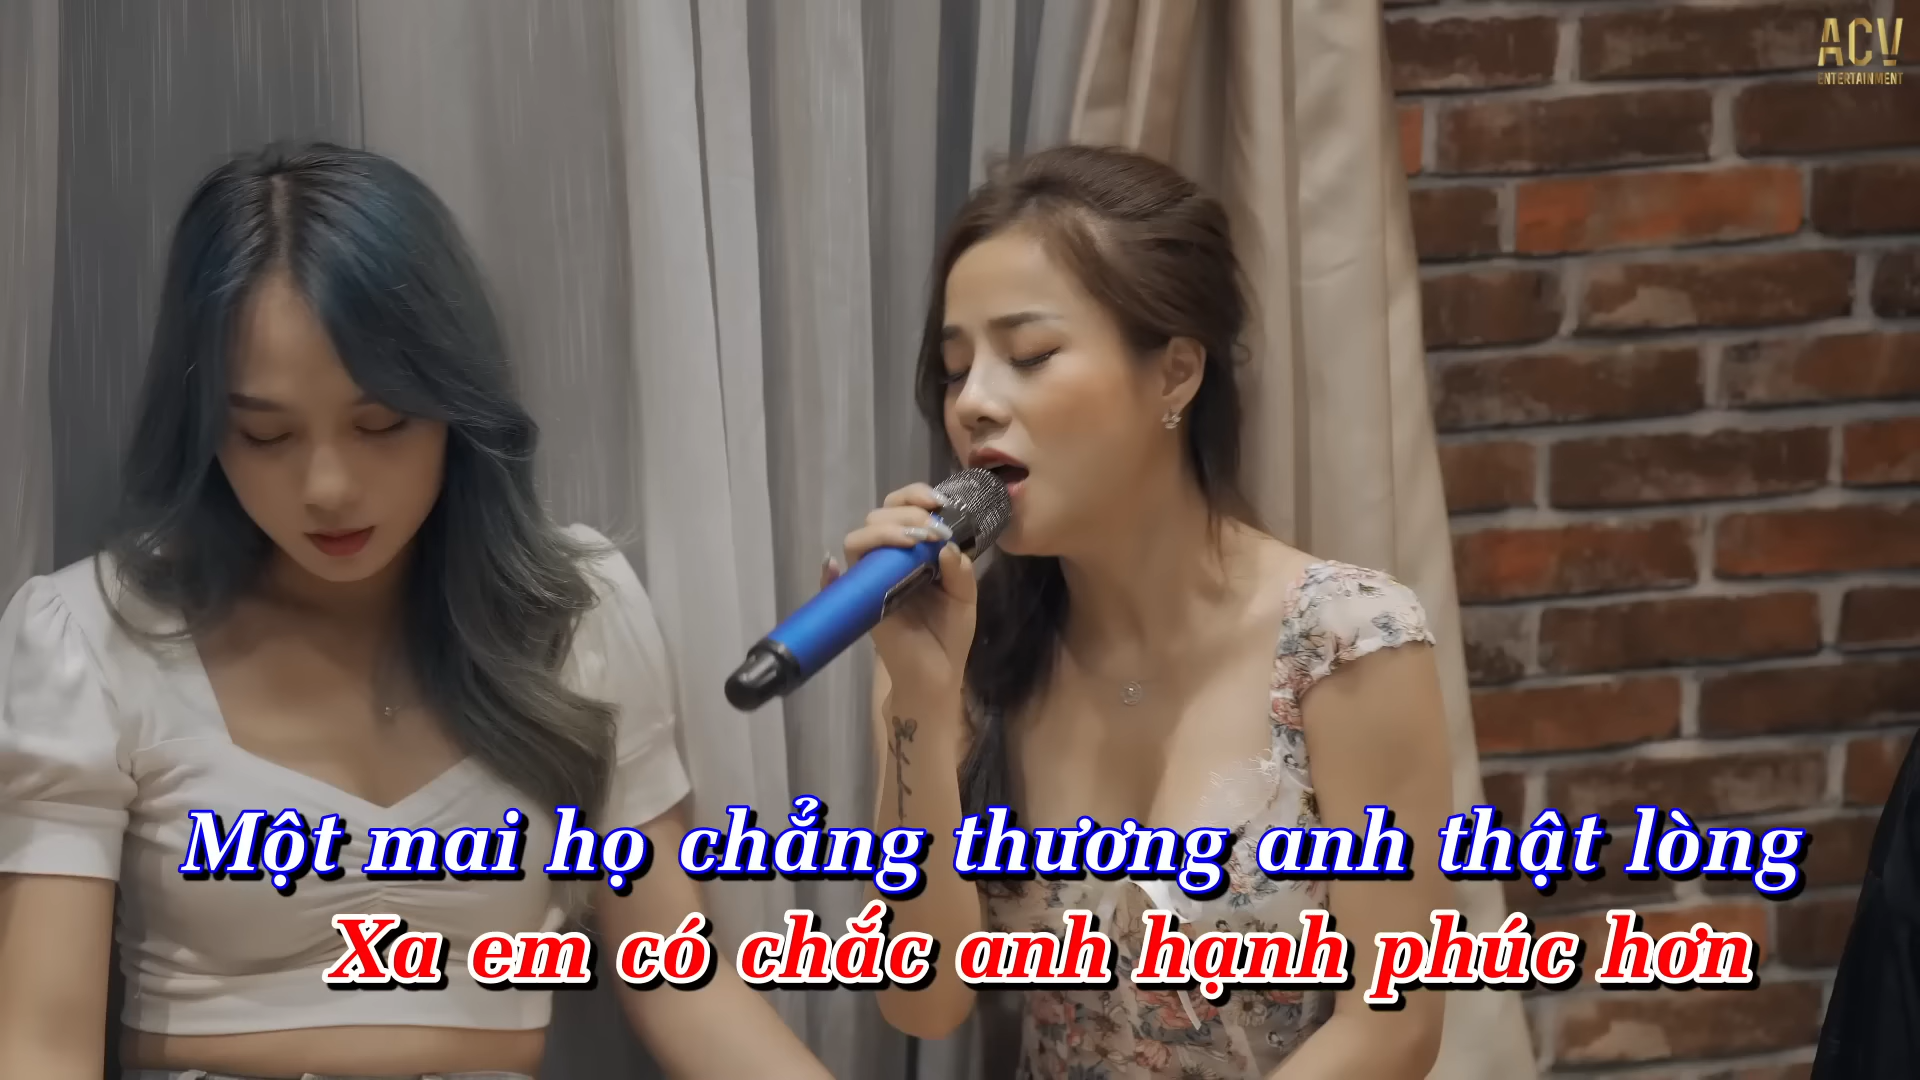 ACV
ENTERTAINMENT
Một mai họ chẳng thương anh thật lòng
Xa em có chắc anh hạnh phúc hơn